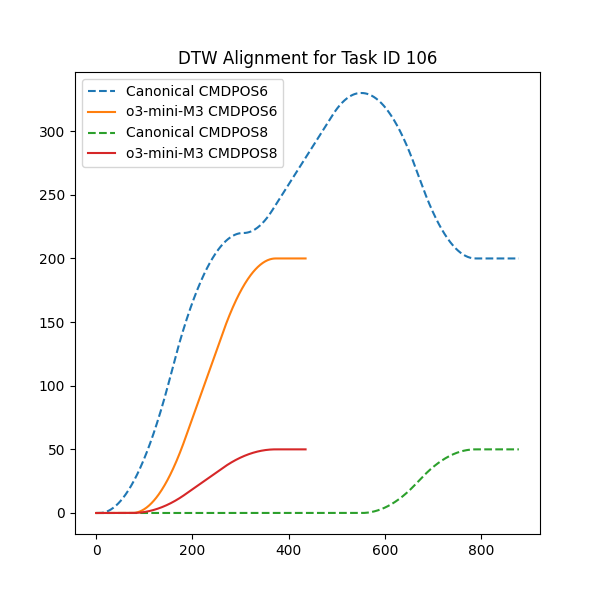 DTW Alignment for Task ID 106
Canonical CMDPOS6
o3-mini-M3 CMDPOS6
Canonical CMDPOS8
o3-mini-M3 CMDPOS8
300
250
200
150
100
50
0
0 200 400 600 800